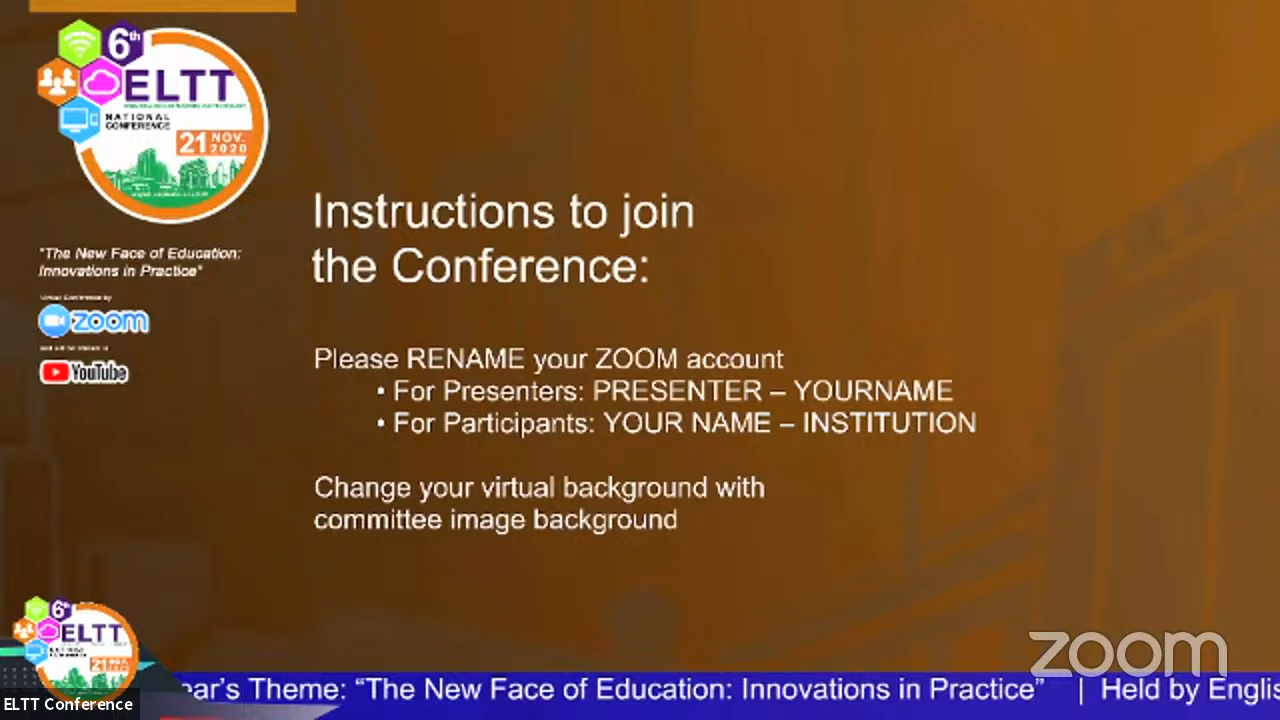 6th
ELTT
NATIONAL
CONFERENCE
21 NOV. 2020
"The New Face of Education:
Innovations in Practice"
Virtual Conference by
zoom
YouTube
Instructions to join
the Conference:
Please RENAME your ZOOM account
• For Presenters: PRESENTER – YOURNAME
• For Participants: YOUR NAME – INSTITUTION
Change your virtual background with
committee image background
6th
ELTT
zoom
ear's Theme: “The New Face of Education: Innovations in Practice” | Held by Englis
ELTT Conference